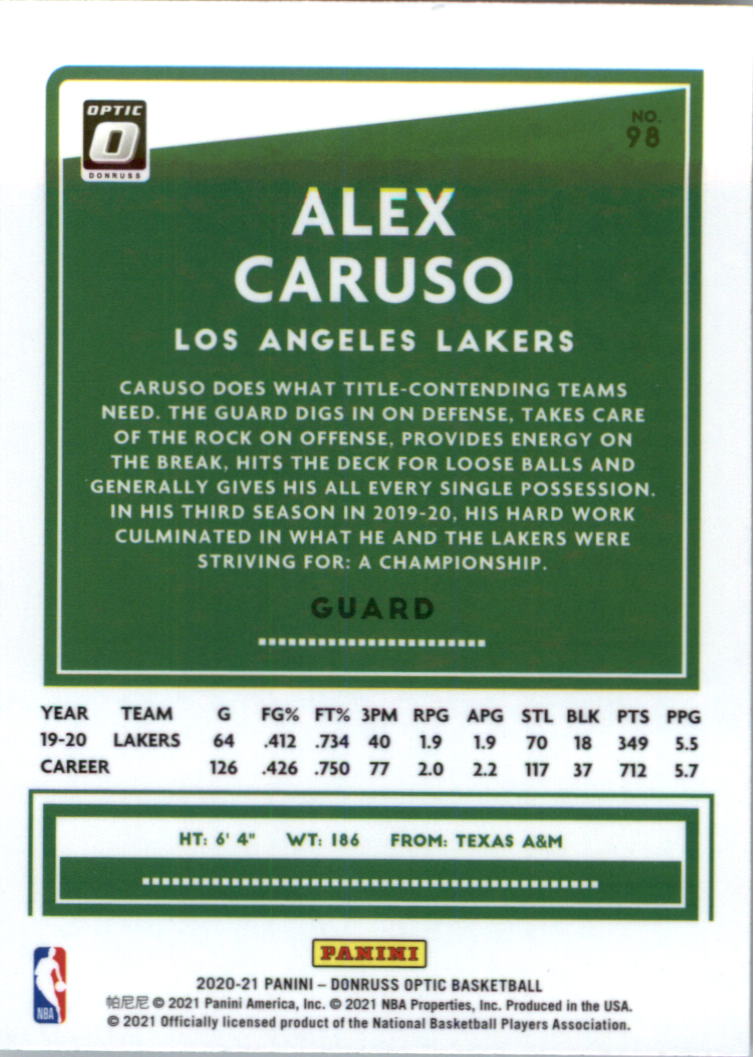 OPTIC
O
DONRUSS
NO.
98
ALEX
CARUSO
LOS ANGELES LAKERS
CARUSO DOES WHAT TITLE-CONTENDING TEAMS
NEED. THE GUARD DIGS IN ON DEFENSE, TAKES CARE
OF THE ROCK ON OFFENSE, PROVIDES ENERGY ON
THE BREAK, HITS THE DECK FOR LOOSE BALLS AND
GENERALLY GIVES HIS ALL EVERY SINGLE POSSESSION.
IN HIS THIRD SEASON IN 2019-20, HIS HARD WORK
CULMINATED IN WHAT HE AND THE LAKERS WERE
STRIVING FOR: A CHAMPIONSHIP.
GUARD
YEAR TEAM G FG% FT% 3PM RPG APG STL BLK PTS PPG
19-20 LAKERS 64 .412 .734 40 1.9 1.9 70 18 349 5.5
CAREER 126 .426 .750 77 2.0 2.2 117 37 712 5.7
HT: 6' 4" WT: 186 FROM: TEXAS A&M
PANINI
NBA
2020-21 PANINI – DONRUSS OPTIC BASKETBALL
帕尼尼 © 2021 Panini America, Inc. © 2021 NBA Properties, Inc. Produced in the USA.
© 2021 Officially licensed product of the National Basketball Players Association.